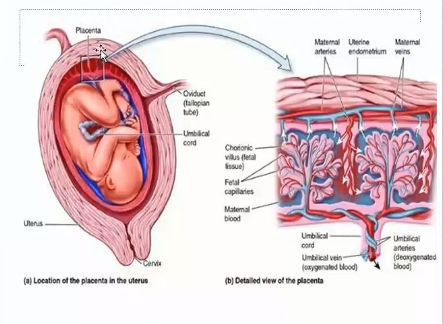 Placenta
Oviduct
(fallopian
tube)
Umbilical
cord
Uterus
Cervix
(a) Location of the placenta in the uterus
Maternal
arteries
Uterine
endometrium
Maternal
veins
Chorionic
villus (fetal
tissue)
Fetal
capillaries
Maternal
blood
Umbilical
cord
Umbilical vein
(oxygenated blood)
Umbilical
arteries
(deoxygenated
blood)
(b) Detailed view of the placenta